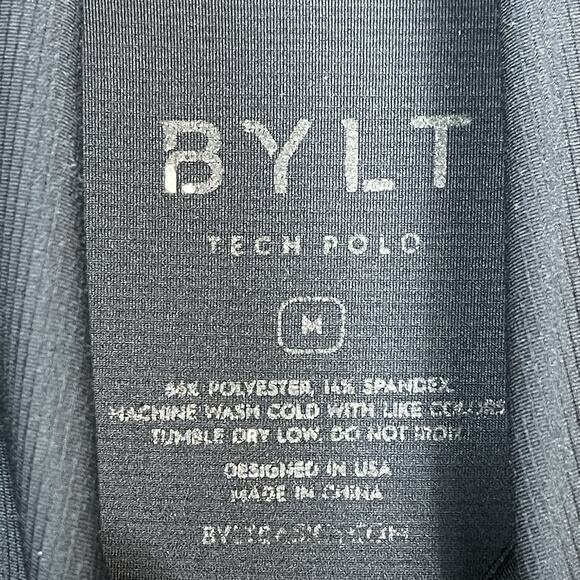 BYLT
TECH POLO
M
86% POLYESTER, 14% SPANDEX
MACHINE WASH COLD WITH LIKE COLORS
TUMBLE DRY LOW. DO NOT IRON.
DESIGNED IN USA
MADE IN CHINA